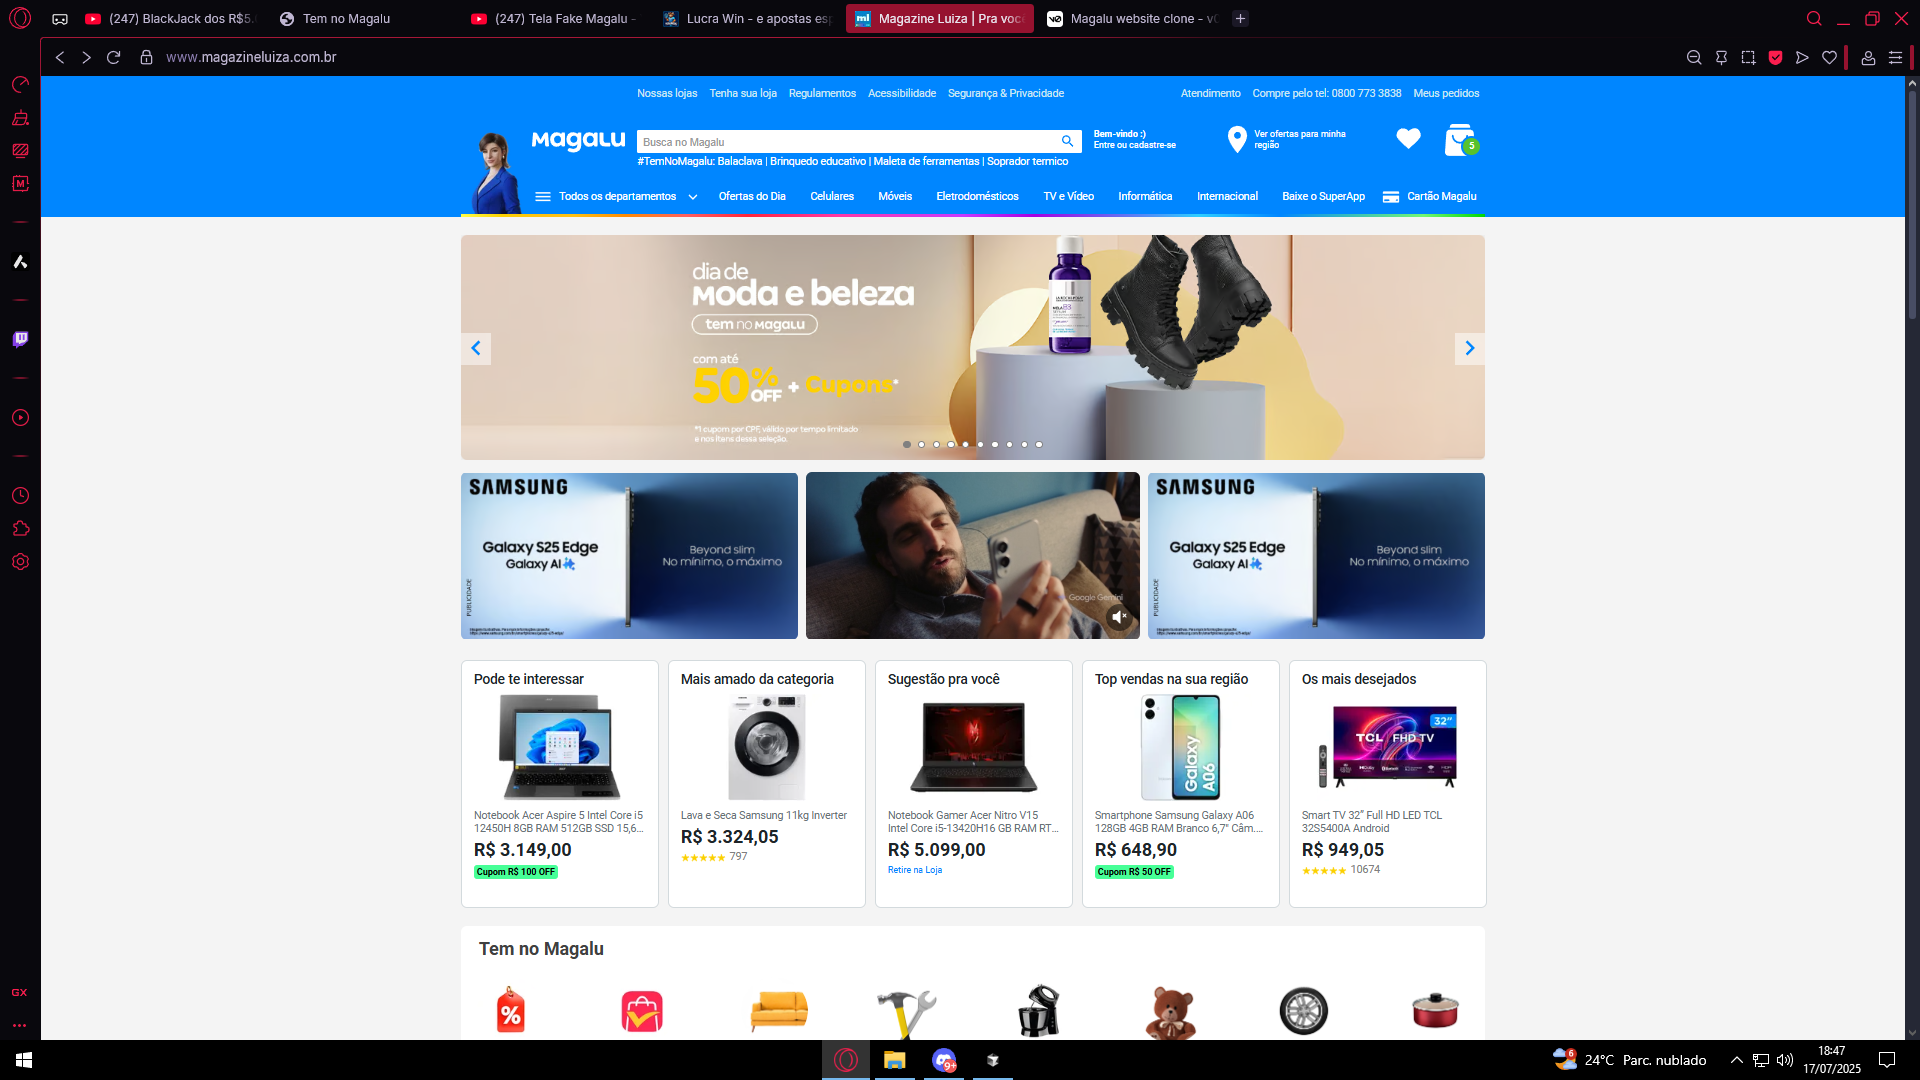 (247) BlackJack dos R$5.
Tem no Magalu
(247) Tela Fake Magalu -
Lucra Win - e apostas esp
Magazine Luiza | Pra você
Magalu website clone - v0
www.magazineluiza.com.br
Nossas lojas
Tenha sua loja
Regulamentos
Acessibilidade
Segurança & Privacidade
Atendimento
Compre pelo tel: 0800 773 3838
Meus pedidos
Magalu
Busca no Magalu
Bem-vindo :)
Entre ou cadastre-se
Ver ofertas para minha
região
5
#TemNoMagalu: Balaclava | Brinquedo educativo | Maleta de ferramentas | Soprador termico
Todos os departamentos
Ofertas do Dia
Celulares
Móveis
Eletrodomésticos
TV e Vídeo
Informática
Internacional
Baixe o SuperApp
Cartão Magalu
dia de
Moda e beleza
tem no Magalu
com até
50% OFF + Cupons*
*1 cupom por CPF, válido por tempo limitado
e nos itens dessa seleção.
SAMSUNG
Galaxy S25 Edge
Galaxy AI
Beyond slim
No mínimo, o máximo
PUBLICIDADE
Google Gemini
SAMSUNG
Galaxy S25 Edge
Galaxy AI
Beyond slim
No mínimo, o máximo
PUBLICIDADE
Pode te interessar
Notebook Acer Aspire 5 Intel Core i5
12450H 8GB RAM 512GB SSD 15,6...
R$ 3.149,00
Cupom R$ 100 OFF
Mais amado da categoria
Lava e Seca Samsung 11kg Inverter
R$ 3.324,05
797
Sugestão pra você
Notebook Gamer Acer Nitro V15
Intel Core i5-13420H16 GB RAM RT...
R$ 5.099,00
Retire na Loja
Top vendas na sua região
Galaxy
A06
Smartphone Samsung Galaxy A06
128GB 4GB RAM Branco 6,7" Câm....
R$ 648,90
Cupom R$ 50 OFF
Os mais desejados
32"
TCL FHD TV
Smart TV 32” Full HD LED TCL
32S5400A Android
R$ 949,05
10674
Tem no Magalu
%
GX
9+
6
24°C Parc. nublado
18:47
17/07/2025